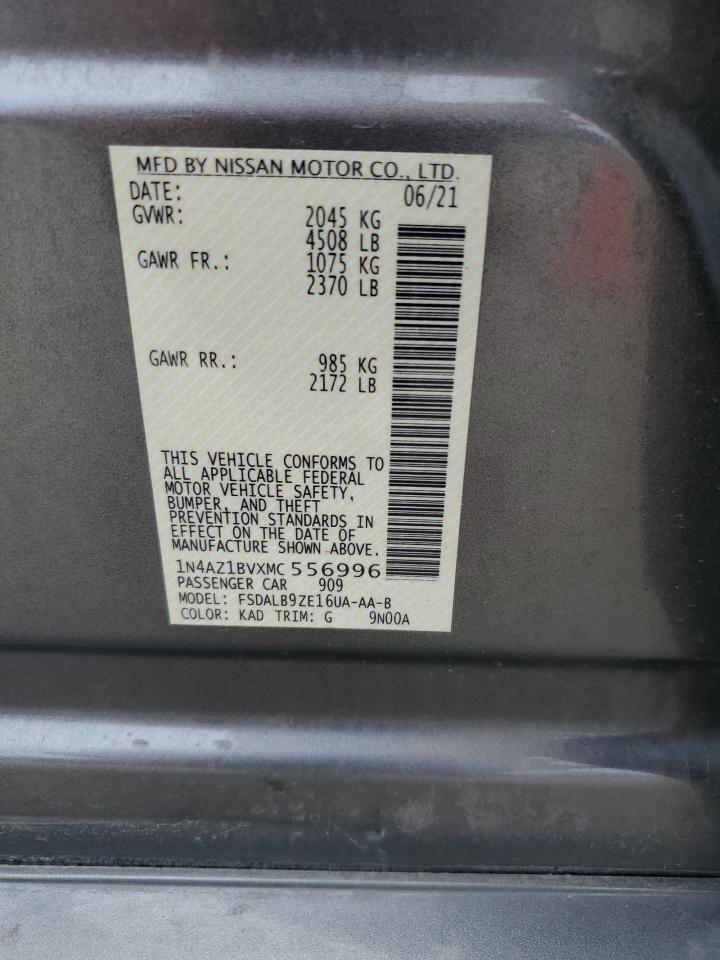 MFD BY NISSAN MOTOR CO., LTD.
DATE: 06/21
GVWR: 2045 KG
4508 LB
GAWR FR.: 1075 KG
2370 LB
GAWR RR.: 985 KG
2172 LB
THIS VEHICLE CONFORMS TO
ALL APPLICABLE FEDERAL
MOTOR VEHICLE SAFETY,
BUMPER, AND THEFT
PREVENTION STANDARDS IN
EFFECT ON THE DATE OF
MANUFACTURE SHOWN ABOVE.
1N4AZ1BVXMC 556996
PASSENGER CAR 909
MODEL: FSDALB9ZE16UA-AA-B
COLOR: KAD TRIM: G 9N00A